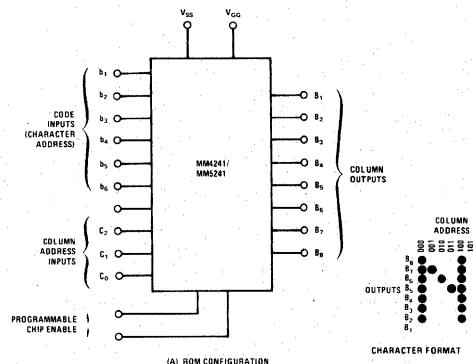 VSS VGG
b1
b2
b3
b4
b5
b6
CODE
INPUTS
(CHARACTER
ADDRESS)
C2
C1
C0
COLUMN
ADDRESS
INPUTS
PROGRAMMABLE
CHIP ENABLE
MM4241/
MM5241
B1
B2
B3
B4
B5
B6
B7
B8
COLUMN
OUTPUTS
(A) ROM CONFIGURATION
COLUMN
ADDRESS
000 001 010 011 100 101
OUTPUTS
B8
B7
B6
B5
B4
B3
B2
B1
CHARACTER FORMAT